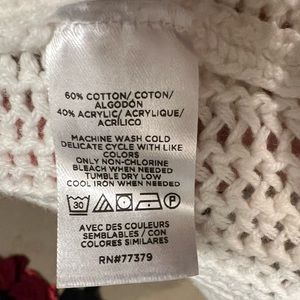 60% COTTON/ COTON/
ALGODÓN
40% ACRYLIC/ ACRYLIQUE/
ACRÍLICO
MACHINE WASH COLD
DELICATE CYCLE WITH LIKE
COLORS
ONLY NON-CHLORINE
BLEACH WHEN NEEDED
TUMBLE DRY LOW
COOL IRON WHEN NEEDED
30 P
AVEC DES COULEURS
SEMBLABLES / CON
COLORES SIMILARES
RN#77379